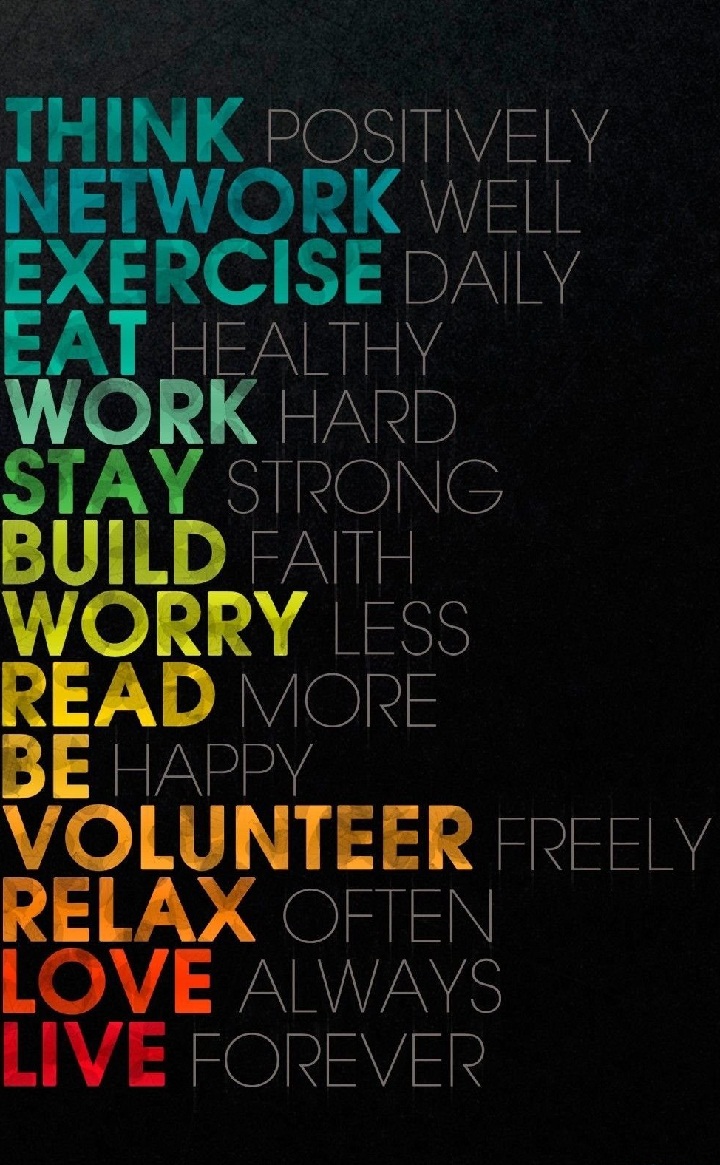 THINK POSITIVELY
NETWORK WELL
EXERCISE DAILY
EAT HEALTHY
WORK HARD
STAY STRONG
BUILD FAITH
WORRY LESS
READ MORE
BE HAPPY
VOLUNTEER FREELY
RELAX OFTEN
LOVE ALWAYS
LIVE FOREVER